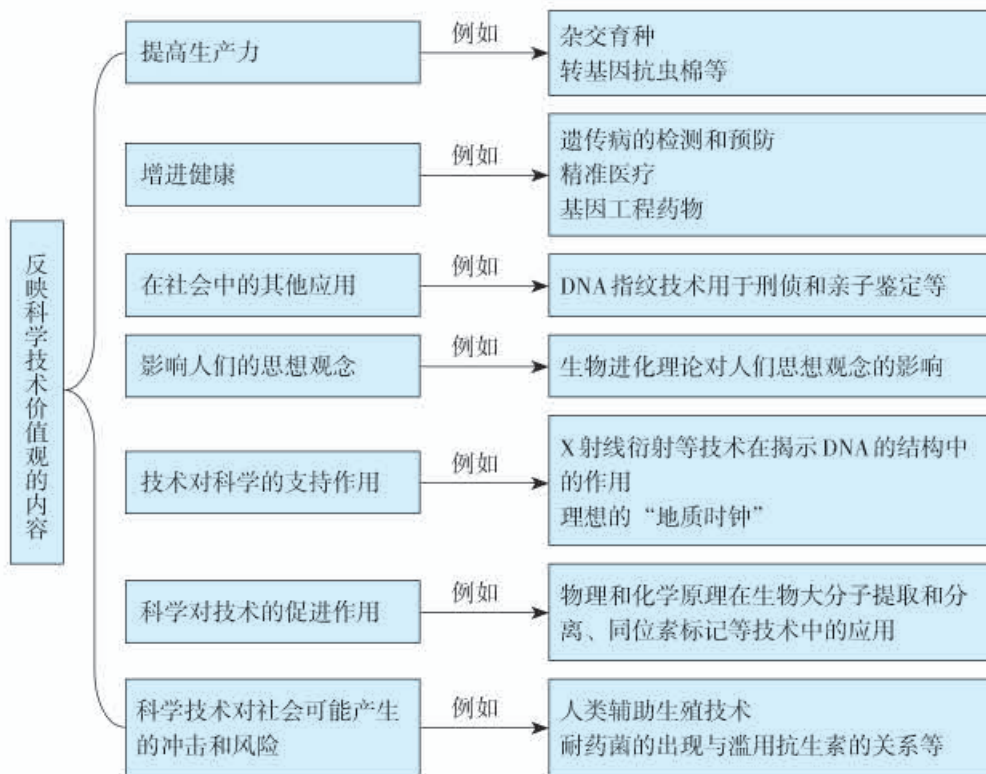 反映科学技术价值观的内容
提高生产力
例如
杂交育种
转基因抗虫棉等
增进健康
例如
遗传病的检测和预防
精准医疗
基因工程药物
在社会中的其他应用
例如
DNA指纹技术用于刑侦和亲子鉴定等
影响人们的思想观念
例如
生物进化理论对人们思想观念的影响
技术对科学的支持作用
例如
X射线衍射等技术在揭示DNA的结构中
的作用
理想的“地质时钟”
科学对技术的促进作用
例如
物理和化学原理在生物大分子提取和分
离、同位素标记等技术中的应用
科学技术对社会可能产生
的冲击和风险
例如
人类辅助生殖技术
耐药菌的出现与滥用抗生素的关系等